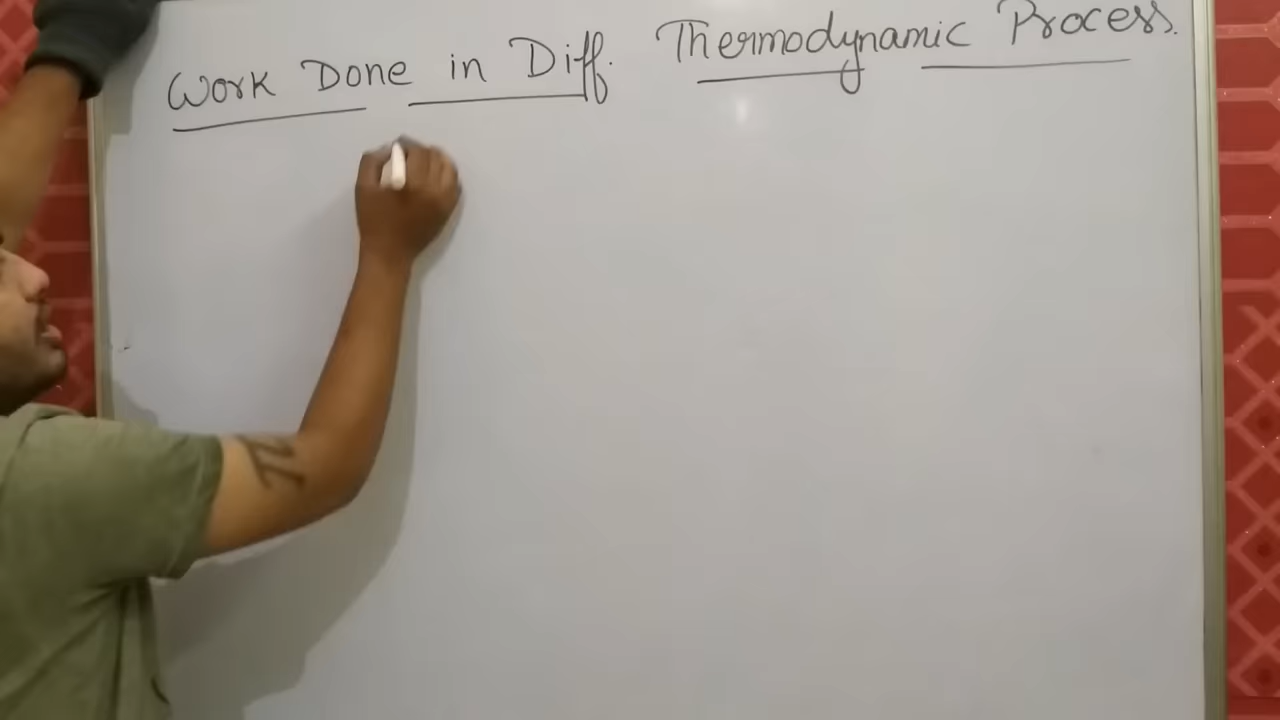 Work Done in Diff. Thermodynamic Process.